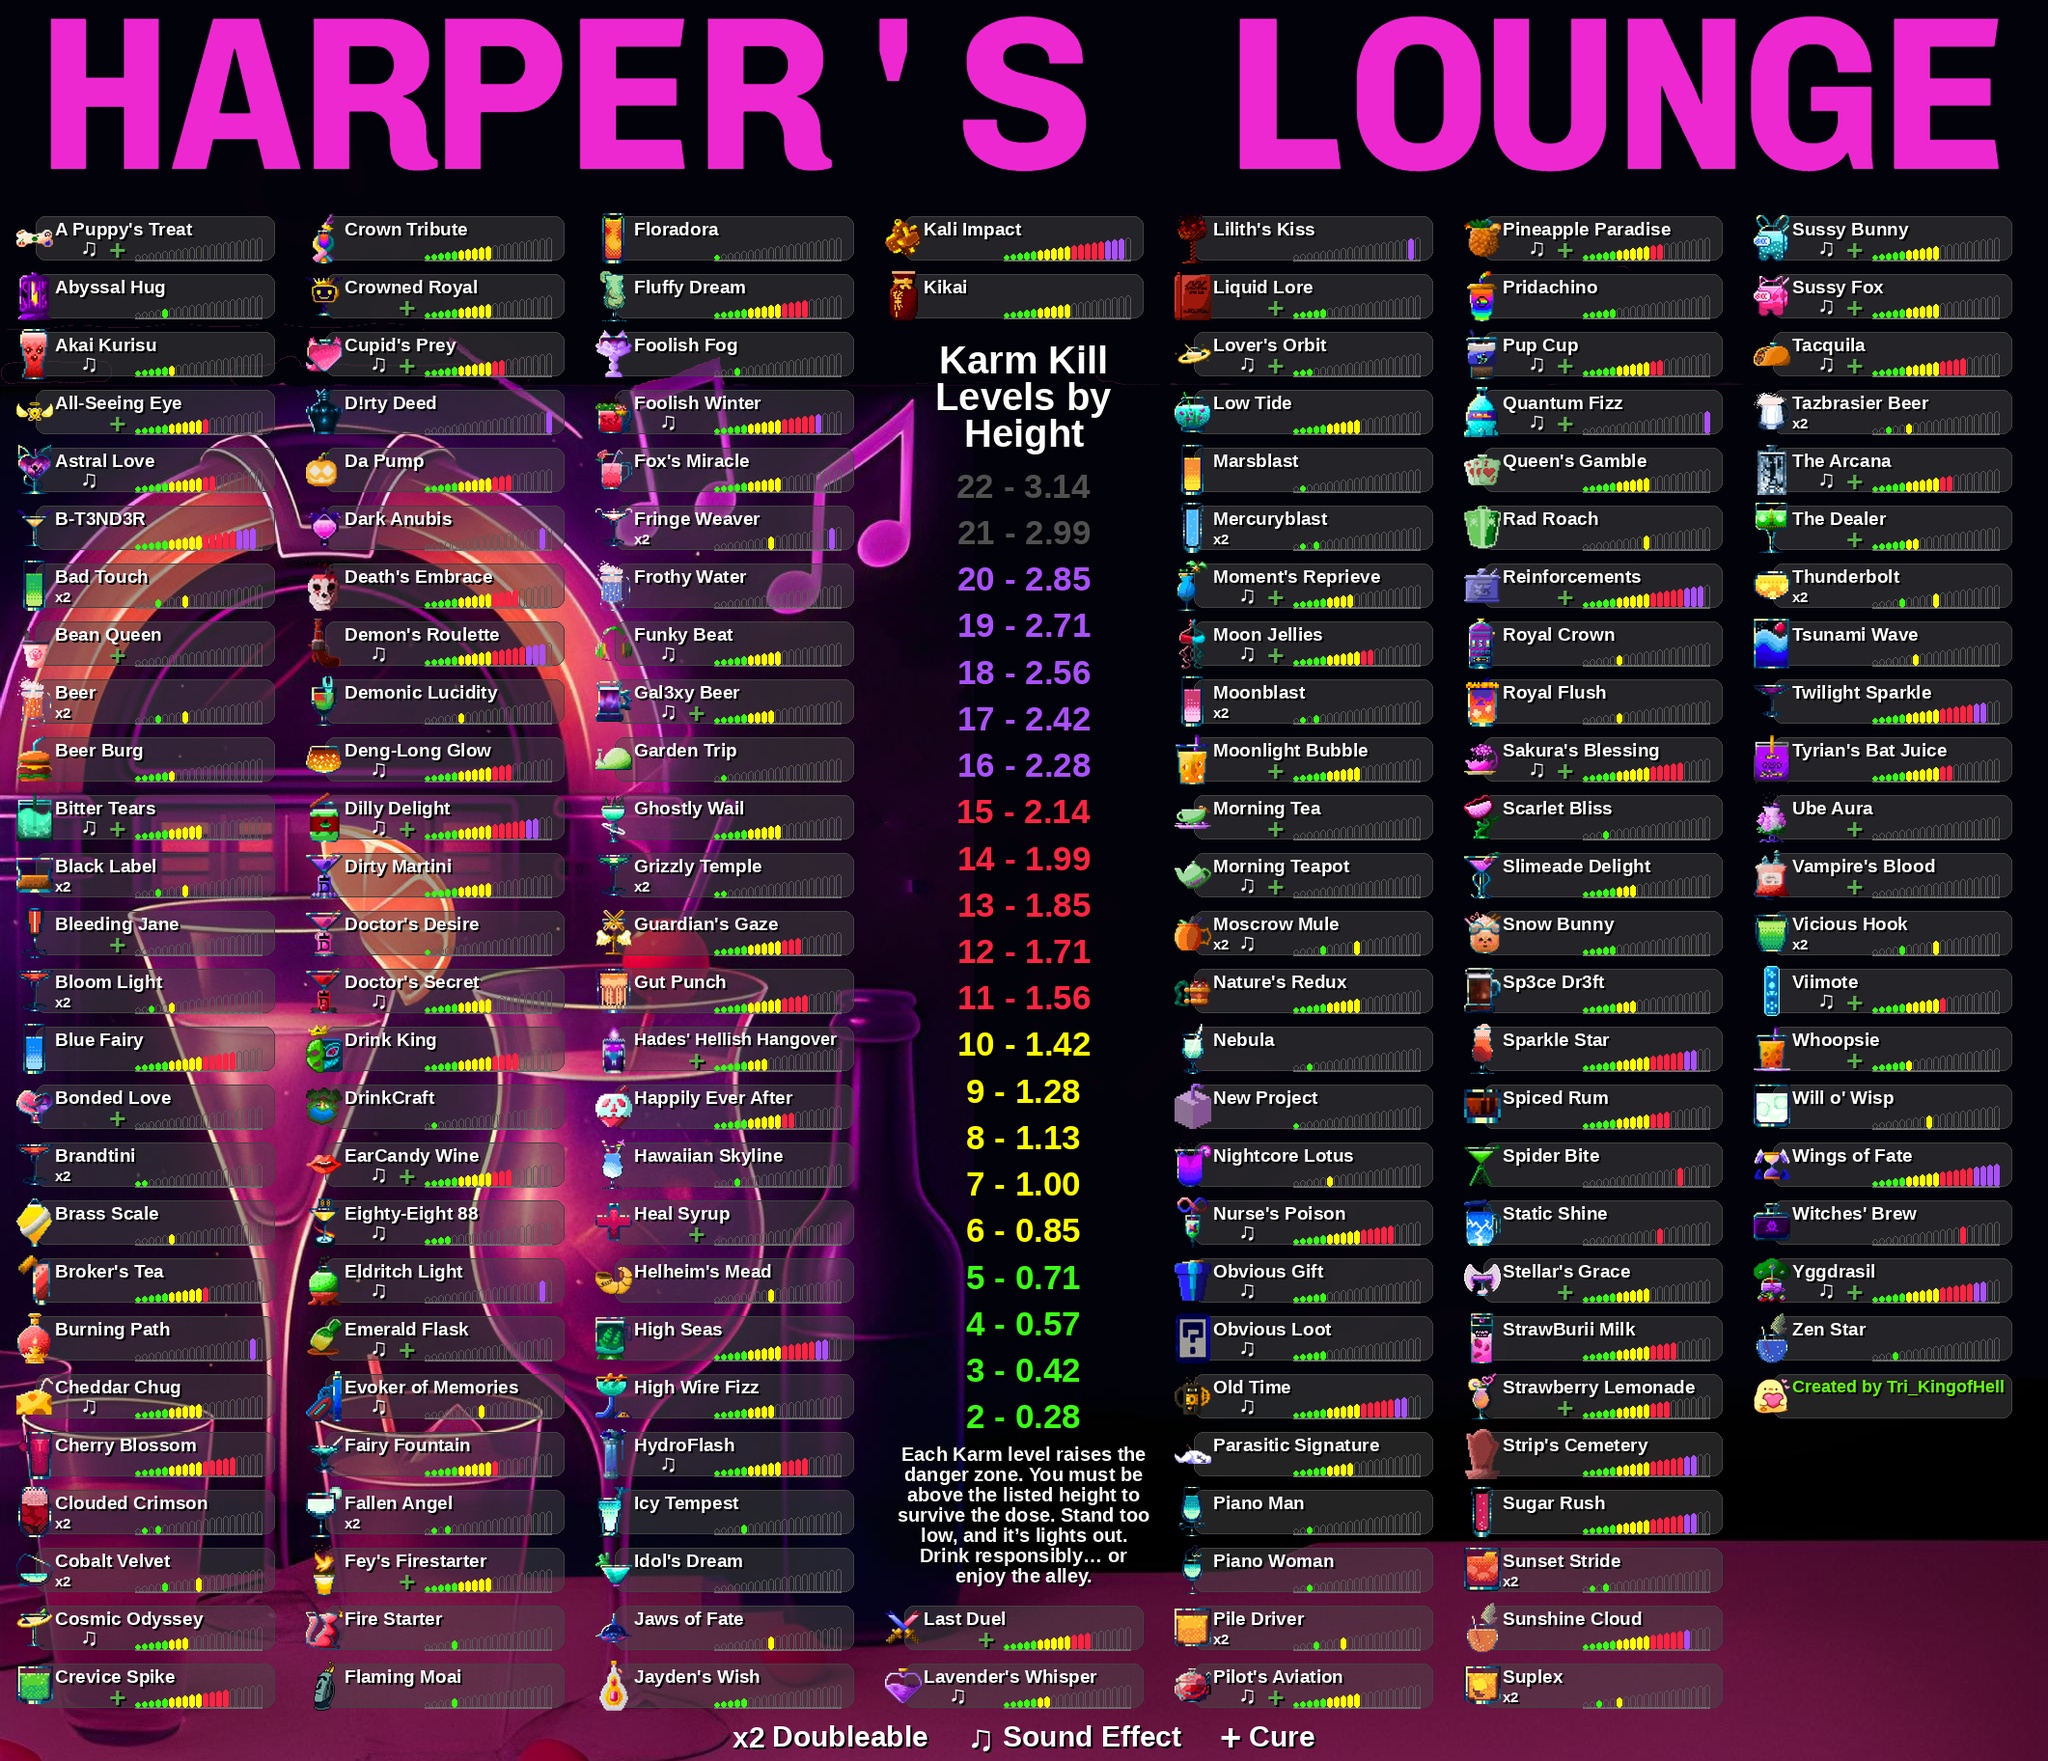 HARPER'S LOUNGE
A Puppy's Treat
♫ +
Abyssal Hug
Akai Kurisu
♫
All-Seeing Eye
+
Astral Love
♫
B-T3ND3R
Bad Touch
x2
Bean Queen
+
Beer
x2
Beer Burg
Bitter Tears
♫ +
Black Label
x2
Bleeding Jane
+
Bloom Light
x2
Blue Fairy
Bonded Love
+
Brandtini
x2
Brass Scale
Broker's Tea
Burning Path
Cheddar Chug
♫
Cherry Blossom
Clouded Crimson
x2
Cobalt Velvet
x2
Cosmic Odyssey
♫
Crevice Spike
+
Crown Tribute
Crowned Royal
+
Cupid's Prey
♫ +
D!rty Deed
Da Pump
Dark Anubis
Death's Embrace
Demon's Roulette
♫
Demonic Lucidity
Deng-Long Glow
♫
Dilly Delight
♫ +
Dirty Martini
Doctor's Desire
Doctor's Secret
♫
Drink King
DrinkCraft
EarCandy Wine
♫ +
Eighty-Eight 88
♫
Eldritch Light
♫
Emerald Flask
♫ +
Evoker of Memories
♫
Fairy Fountain
Fallen Angel
x2
Fey's Firestarter
+
Fire Starter
Flaming Moai
Floradora
Fluffy Dream
Foolish Fog
Foolish Winter
♫
Fox's Miracle
Fringe Weaver
x2
Frothy Water
Funky Beat
♫
Gal3xy Beer
♫ +
Garden Trip
Ghostly Wail
Grizzly Temple
x2
Guardian's Gaze
Gut Punch
Hades' Hellish Hangover
+
Happily Ever After
Hawaiian Skyline
Heal Syrup
+
Helheim's Mead
High Seas
High Wire Fizz
HydroFlash
♫
Icy Tempest
Idol's Dream
Jaws of Fate
Jayden's Wish
Kali Impact
Kikai
Karm Kill
Levels by
Height
22 - 3.14
21 - 2.99
20 - 2.85
19 - 2.71
18 - 2.56
17 - 2.42
16 - 2.28
15 - 2.14
14 - 1.99
13 - 1.85
12 - 1.71
11 - 1.56
10 - 1.42
9 - 1.28
8 - 1.13
7 - 1.00
6 - 0.85
5 - 0.71
4 - 0.57
3 - 0.42
2 - 0.28
Each Karm level raises the
danger zone. You must be
above the listed height to
survive the dose. Stand too
low, and it’s lights out.
Drink responsibly… or
enjoy the alley.
Last Duel
+
Lavender's Whisper
♫
Lilith's Kiss
Liquid Lore
+
Lover's Orbit
♫ +
Low Tide
Marsblast
Mercuryblast
x2
Moment's Reprieve
♫ +
Moon Jellies
♫ +
Moonblast
x2
Moonlight Bubble
+
Morning Tea
+
Morning Teapot
♫ +
Moscrow Mule
x2 ♫
Nature's Redux
Nebula
New Project
Nightcore Lotus
Nurse's Poison
♫
Obvious Gift
♫
Obvious Loot
♫
Old Time
♫
Parasitic Signature
Piano Man
Piano Woman
Pile Driver
x2
Pilot's Aviation
♫ +
Pineapple Paradise
♫ +
Pridachino
Pup Cup
♫ +
Quantum Fizz
♫ +
Queen's Gamble
Rad Roach
Reinforcements
+
Royal Crown
Royal Flush
Sakura's Blessing
♫ +
Scarlet Bliss
Slimeade Delight
Snow Bunny
Sp3ce Dr3ft
Sparkle Star
Spiced Rum
Spider Bite
Static Shine
Stellar's Grace
+
StrawBurii Milk
Strawberry Lemonade
+
Strip's Cemetery
Sugar Rush
Sunset Stride
x2
Sunshine Cloud
Suplex
x2
Sussy Bunny
♫ +
Sussy Fox
♫ +
Tacquila
♫ +
Tazbrasier Beer
x2
The Arcana
♫ +
The Dealer
+
Thunderbolt
x2
Tsunami Wave
Twilight Sparkle
Tyrian's Bat Juice
Ube Aura
+
Vampire's Blood
+
Vicious Hook
x2
Viimote
♫ +
Whoopsie
+
Will o' Wisp
Wings of Fate
Witches' Brew
Yggdrasil
♫ +
Zen Star
Created by Tri_KingofHell
x2 Doubleable ♫ Sound Effect + Cure